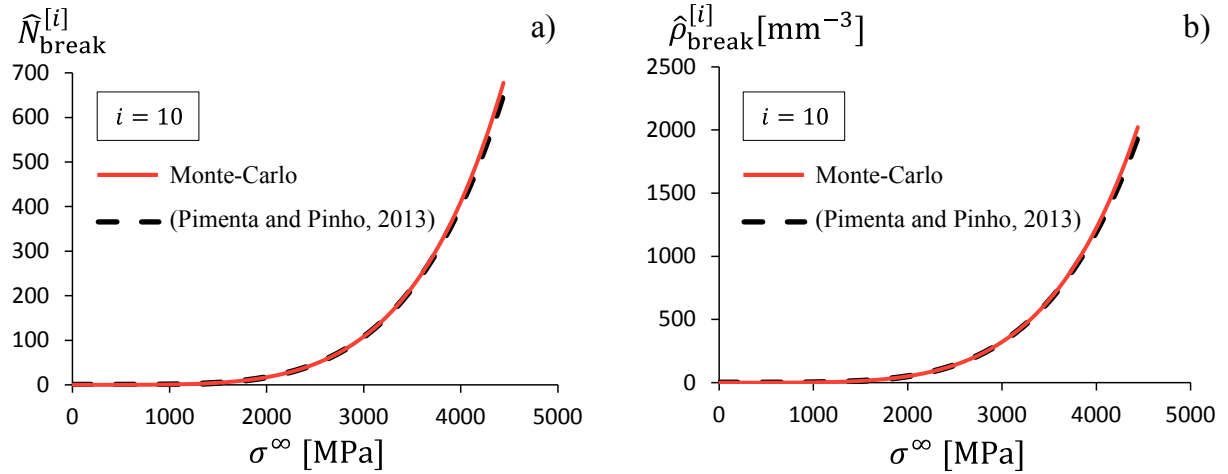 N̂[i]break
a)
700
600
500
400
300
200
100
0
i = 10
Monte-Carlo
(Pimenta and Pinho, 2013)
0 1000 2000 3000 4000 5000
σ∞ [MPa]
ρ̂[i]break[mm−3]
b)
2500
2000
1500
1000
500
0
i = 10
Monte-Carlo
(Pimenta and Pinho, 2013)
0 1000 2000 3000 4000 5000
σ∞ [MPa]